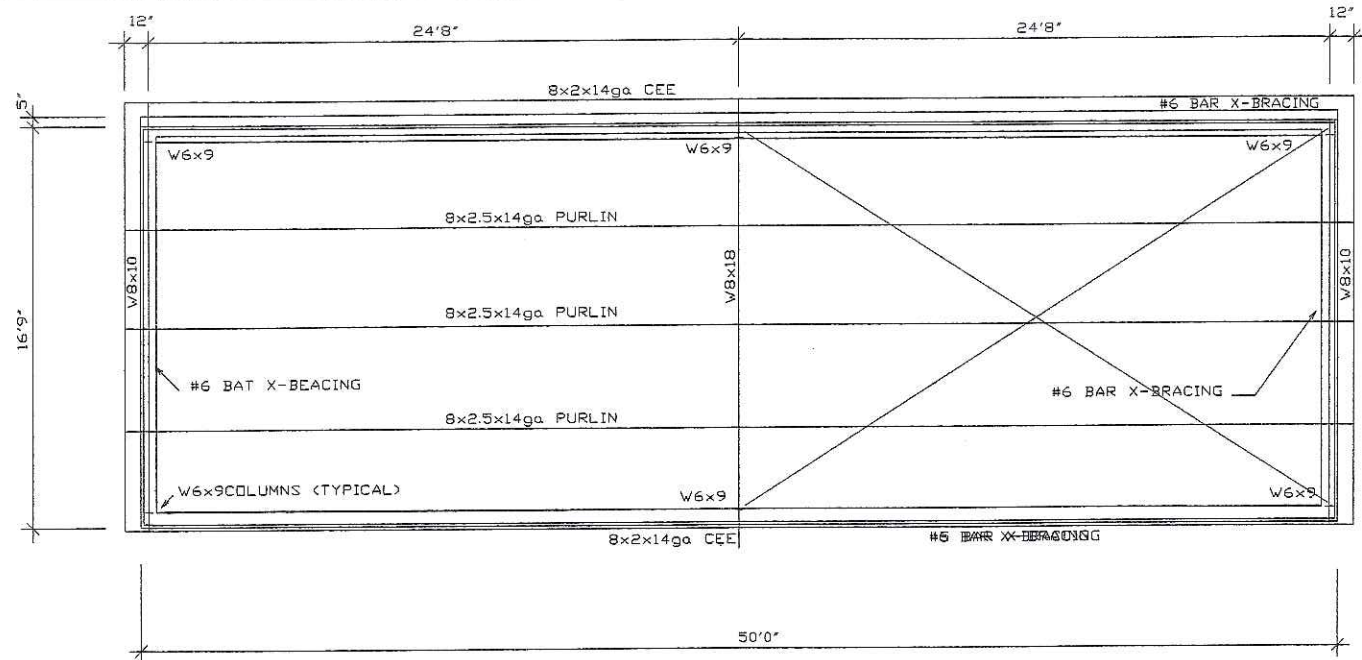 12"
24'8"
24'8"
12"
8x2x14ga CEE
#6 BAR X-BRACING
5"
W6x9
W6x9
W6x9
8x2.5x14ga PURLIN
W8x10
W8x18
W8x10
8x2.5x14ga PURLIN
16'9"
#6 BAT X-BEACING
#6 BAR X-BRACING
8x2.5x14ga PURLIN
W6x9COLUMNS (TYPICAL)
W6x9
W6x9
8x2x14ga CEE
50'0"